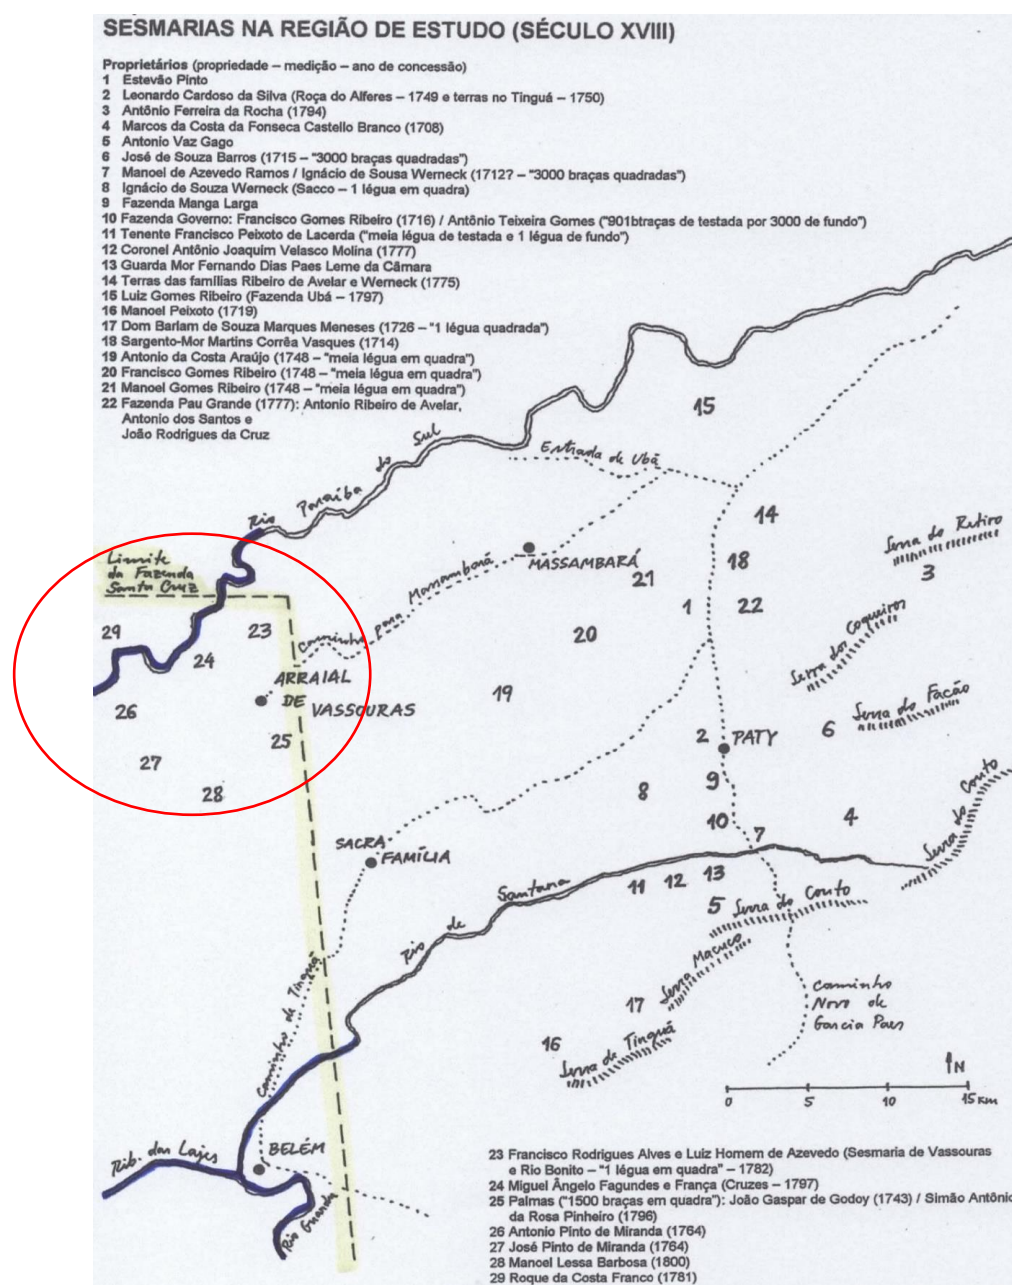 SESMARIAS NA REGIÃO DE ESTUDO (SÉCULO XVIII)
Proprietários (propriedade – medição – ano de concessão)
1 Estevão Pinto
2 Leonardo Cardoso da Silva (Roça do Alferes – 1749 e terras no Tinguá – 1750)
3 Antônio Ferreira da Rocha (1794)
4 Marcos da Costa da Fonseca Castello Branco (1708)
5 Antonio Vaz Gago
6 José de Souza Barros (1715 – "3000 braças quadradas")
7 Manoel de Azevedo Ramos / Ignácio de Sousa Werneck (1712? – "3000 braças quadradas")
8 Ignácio de Souza Werneck (Sacco – 1 légua em quadra)
9 Fazenda Manga Larga
10 Fazenda Governo: Francisco Gomes Ribeiro (1716) / Antônio Teixeira Gomes ("901btraças de testada por 3000 de fundo")
11 Tenente Francisco Peixoto de Lacerda ("meia légua de testada e 1 légua de fundo")
12 Coronel Antônio Joaquim Velasco Molina (1777)
13 Guarda Mor Fernando Dias Paes Leme da Câmara
14 Terras das famílias Ribeiro de Avelar e Werneck (1775)
15 Luiz Gomes Ribeiro (Fazenda Ubá – 1797)
16 Manoel Peixoto (1719)
17 Dom Barlam de Souza Marques Meneses (1726 – "1 légua quadrada")
18 Sargento-Mor Martins Corrêa Vasques (1714)
19 Antonio da Costa Araújo (1748 – "meia légua em quadra")
20 Francisco Gomes Ribeiro (1748 – "meia légua em quadra")
21 Manoel Gomes Ribeiro (1748 – "meia légua em quadra")
22 Fazenda Pau Grande (1777): Antonio Ribeiro de Avelar,
Antonio dos Santos e
João Rodrigues da Cruz
15
Rio Paraíba do Sul
Entrada de Ubá
14
Serra do Retiro
3
MASSAMBARÁ
18
21
Limite
da Fazenda
Santa Cruz
1
22
Caminho para Massambará
29
23
20
Serra dos Coqueiros
24
ARRAIAL
DE VASSOURAS
19
Serra do Facão
26
6
25
2
PATY
27
9
28
8
10
4
Serra do Couto
7
SACRA
FAMÍLIA
13
12
11
Rio de Santana
5
Serra do Couto
Serra Macuco
Caminho
Novo de
Garcia Paes
17
Caminho de Tinguá
16
Serra de Tinguá
N
0 5 10 15 Km
BELÉM
Rib. das Lajes
Rio Guandu
23 Francisco Rodrigues Alves e Luiz Homem de Azevedo (Sesmaria de Vassouras
e Rio Bonito – "1 légua em quadra" – 1782)
24 Miguel Ângelo Fagundes e França (Cruzes – 1797)
25 Palmas ("1500 braças em quadra"): João Gaspar de Godoy (1743) / Simão Antônio
da Rosa Pinheiro (1796)
26 Antonio Pinto de Miranda (1764)
27 José Pinto de Miranda (1764)
28 Manoel Lessa Barbosa (1800)
29 Roque da Costa Franco (1781)